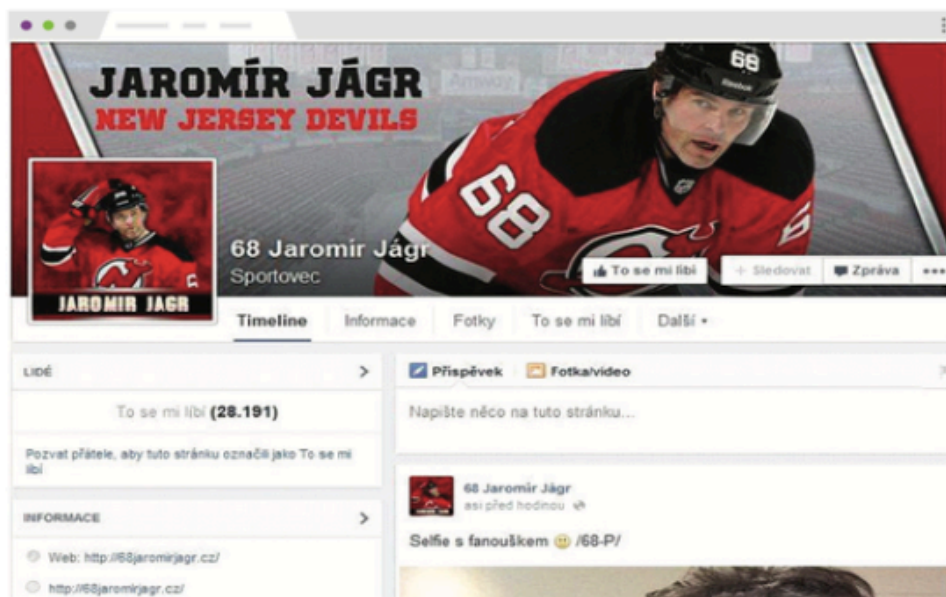 JAROMÍR JÁGR
NEW JERSEY DEVILS
68
Reebok
68
JAROMIR JAGR
68 Jaromír Jágr
Sportovec
To se mi líbí
+ Sledovat
Zpráva
Timeline
Informace
Fotky
To se mi líbí
Další
LIDÉ
To se mi líbí (28.191)
Pozvat přátele, aby tuto stránku označili jako To se mi
líbí
INFORMACE
Web: http://68jaromirjagr.cz/
http://68jaromirjagr.cz/
Příspěvek
Fotka/video
Napište něco na tuto stránku...
68 Jaromír Jágr
asi před hodinou
Selfie s fanouškem 🙂 /68-P/